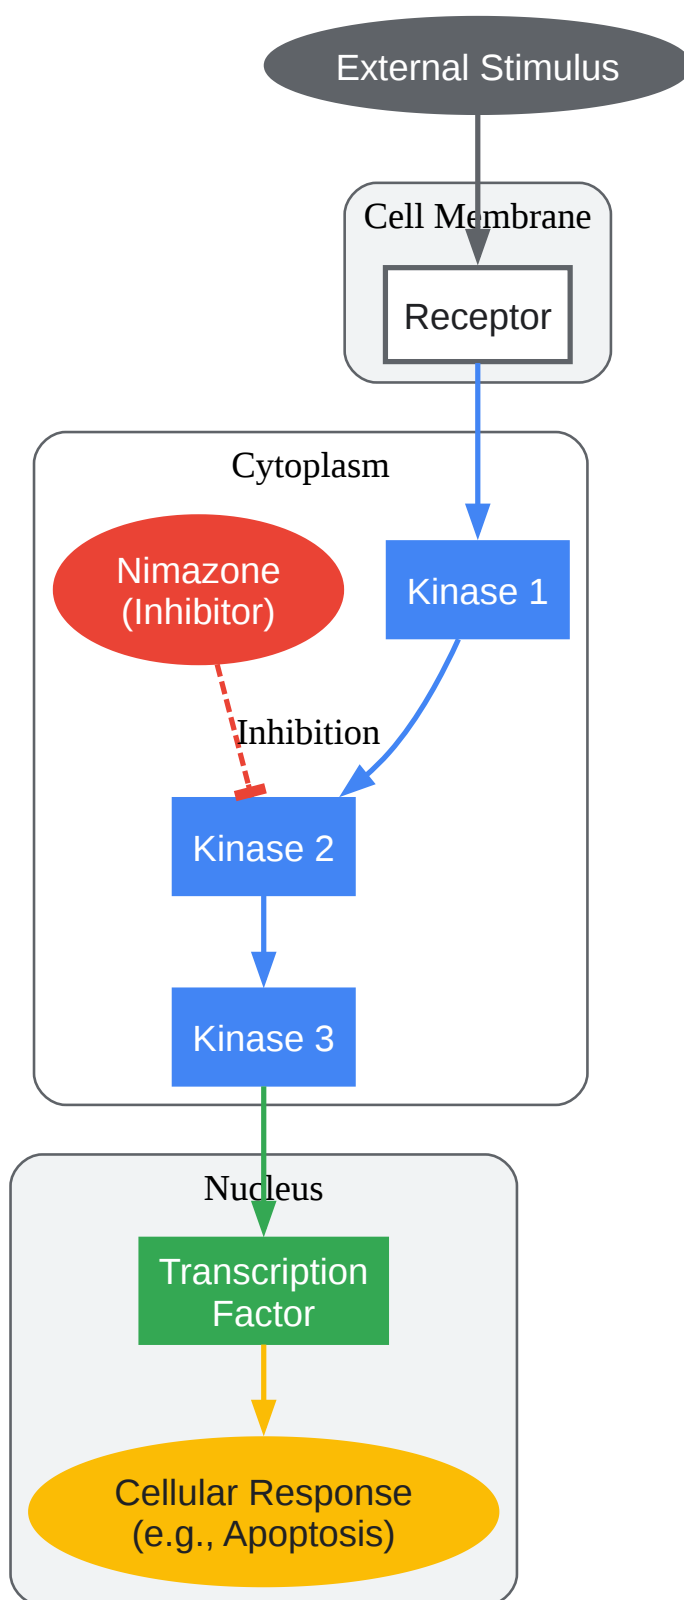 External Stimulus
Cell Membrane
Receptor
Cytoplasm
Nimazone
(Inhibitor)
Kinase 1
Inhibition
Kinase 2
Kinase 3
Nucleus
Transcription
Factor
Cellular Response
(e.g., Apoptosis)